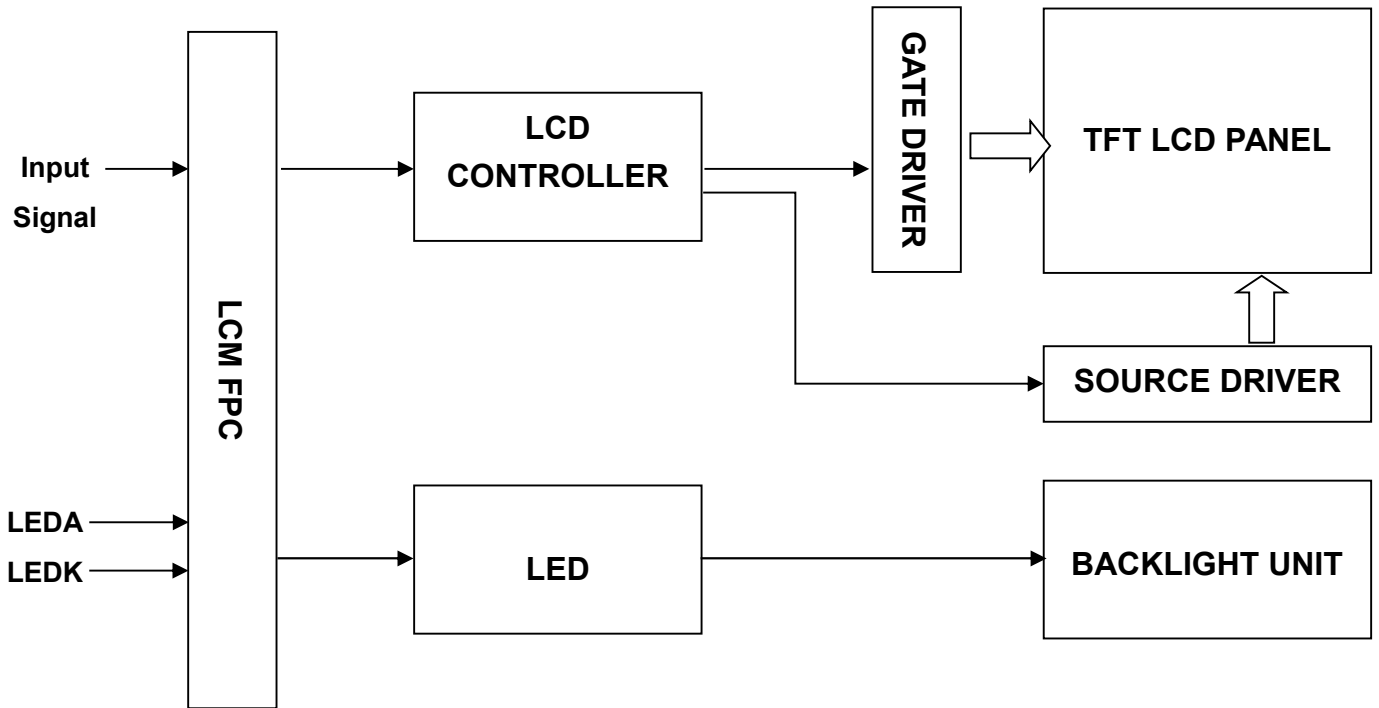 Input
Signal
LEDA
LEDK
LCM FPC
LCD
CONTROLLER
GATE DRIVER
TFT LCD PANEL
SOURCE DRIVER
LED
BACKLIGHT UNIT